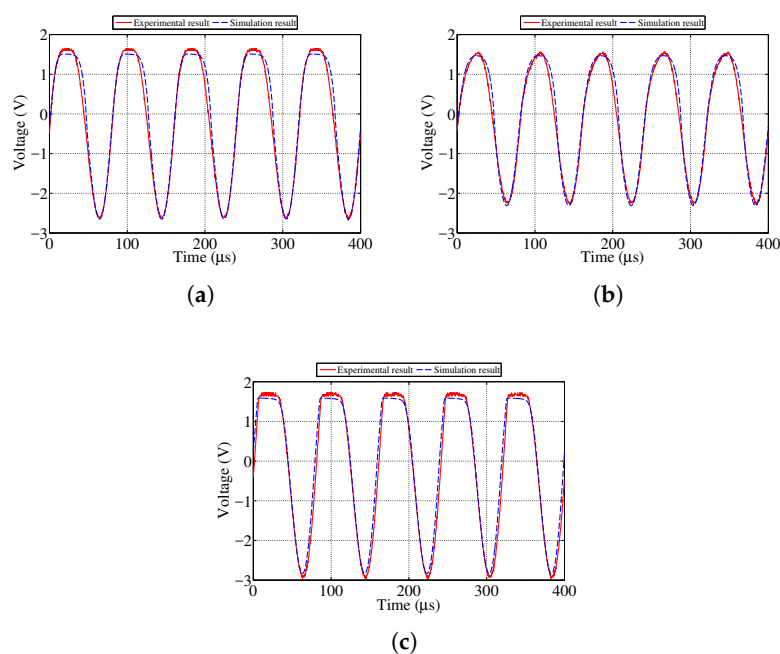 Experimental result Simulation result
2
1
0
−1
−2
−3
Voltage (V)
0 100 200 300 400
Time (µs)
(a)
Experimental result Simulation result
2
1
0
−1
−2
−3
Voltage (V)
0 100 200 300 400
Time (µs)
(b)
Experimental result Simulation result
2
1
0
−1
−2
−3
Voltage (V)
0 100 200 300 400
Time (µs)
(c)